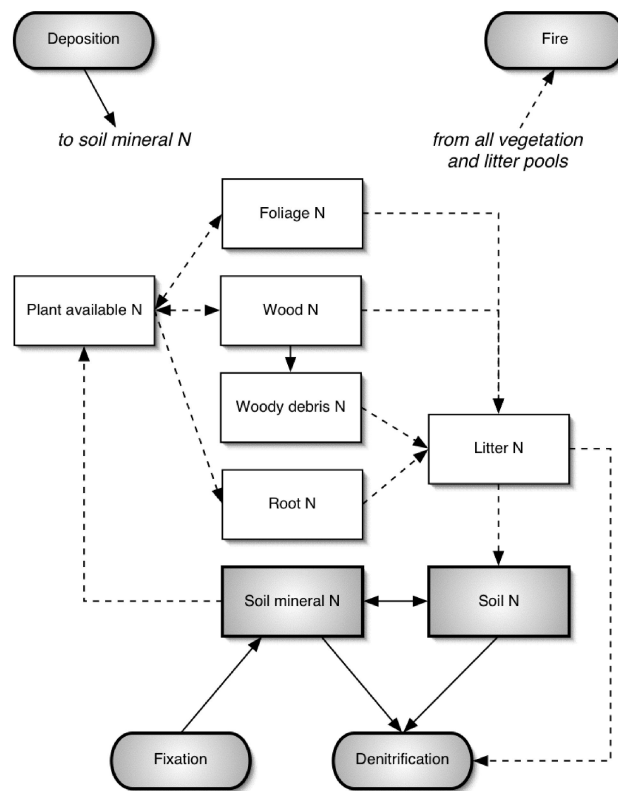 Deposition
Fire
to soil mineral N
from all vegetation
and litter pools
Foliage N
Plant available N
Wood N
Woody debris N
Litter N
Root N
Soil mineral N
Soil N
Fixation
Denitrification